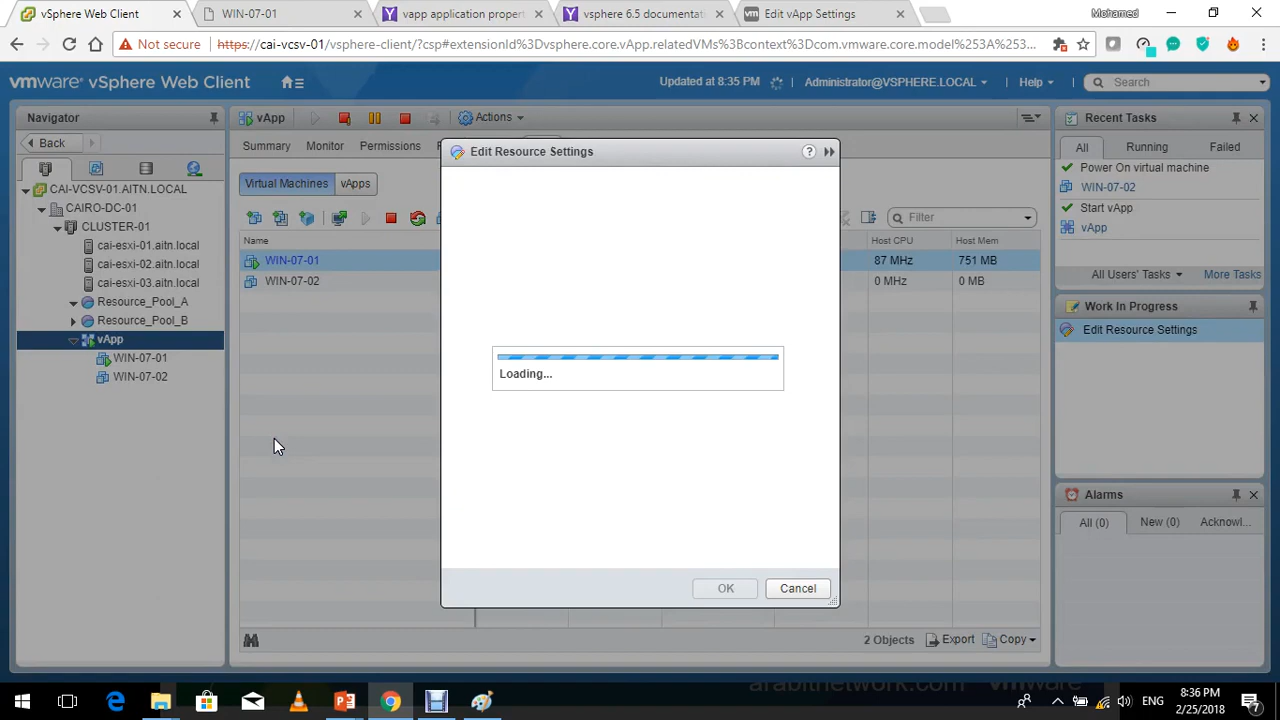 vSphere Web Client
WIN-07-01
vapp application propert
vsphere 6.5 documentati
Edit vApp Settings
Mohamed
Not secure
https://cai-vcsv-01/vsphere-client/?csp#extensionId%3Dvsphere.core.vApp.relatedVMs%3Bcontext%3Dcom.vmware.core.model%253A%253...
vmware vSphere Web Client
Updated at 8:35 PM
Administrator@VSPHERE.LOCAL
Help
Search
Navigator
Back
CAI-VCSV-01.AITN.LOCAL
CAIRO-DC-01
CLUSTER-01
cai-esxi-01.aitn.local
cai-esxi-02.aitn.local
cai-esxi-03.aitn.local
Resource_Pool_A
Resource_Pool_B
vApp
WIN-07-01
WIN-07-02
vApp
Actions
Summary
Monitor
Permissions
Virtual Machines
vApps
Filter
Name
Host CPU
Host Mem
WIN-07-01
87 MHz
751 MB
WIN-07-02
0 MHz
0 MB
Edit Resource Settings
Loading...
OK
Cancel
2 Objects
Export
Copy
Recent Tasks
All
Running
Failed
Power On virtual machine
WIN-07-02
Start vApp
vApp
All Users' Tasks
More Tasks
Work In Progress
Edit Resource Settings
Alarms
All (0)
New (0)
Acknowl...
arabitnetwork.com
vmware
ENG
8:36 PM
2/25/2018
7